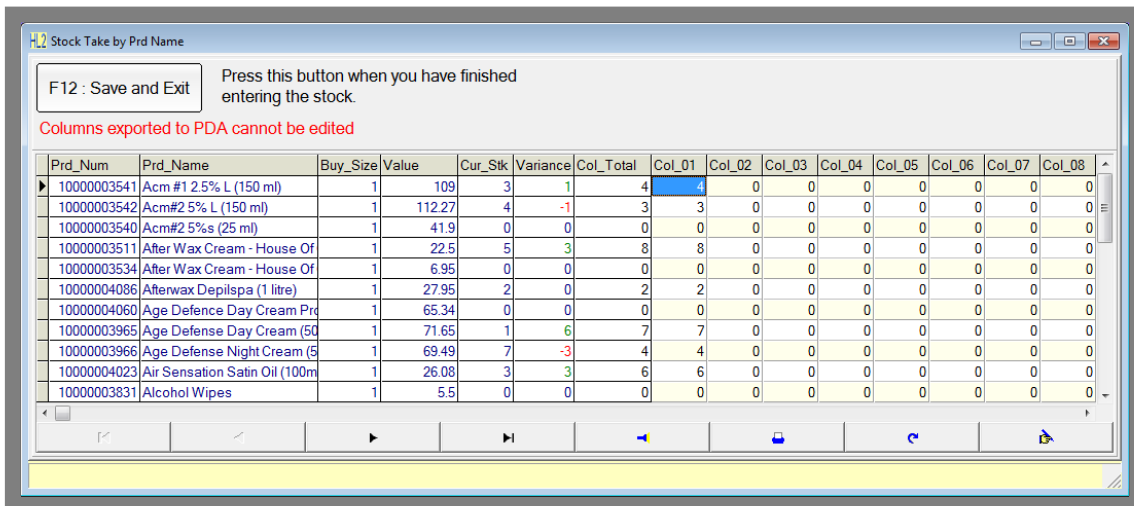 HL2 Stock Take by Prd Name
F12 : Save and Exit
Press this button when you have finished
entering the stock.
Columns exported to PDA cannot be edited
Prd_Num Prd_Name Buy_Size Value Cur_Stk Variance Col_Total Col_01 Col_02 Col_03 Col_04 Col_05 Col_06 Col_07 Col_08
10000003541 Acm #1 2.5% L (150 ml) 1 109 3 1 4 4 0 0 0 0 0 0 0
10000003542 Acm#2 5% L (150 ml) 1 112.27 4 -1 3 3 0 0 0 0 0 0 0
10000003540 Acm#2 5%s (25 ml) 1 41.9 0 0 0 0 0 0 0 0 0 0 0
10000003511 After Wax Cream - House Of 1 22.5 5 3 8 8 0 0 0 0 0 0 0
10000003534 After Wax Cream - House Of 1 6.95 0 0 0 0 0 0 0 0 0 0 0
10000004086 Afterwax Depilspa (1 litre) 1 27.95 2 0 2 2 0 0 0 0 0 0 0
10000004060 Age Defence Day Cream Pro 1 65.34 0 0 0 0 0 0 0 0 0 0 0
10000003965 Age Defense Day Cream (50 1 71.65 1 6 7 7 0 0 0 0 0 0 0
10000003966 Age Defense Night Cream (5 1 69.49 7 -3 4 4 0 0 0 0 0 0 0
10000004023 Air Sensation Satin Oil (100m 1 26.08 3 3 6 6 0 0 0 0 0 0 0
10000003831 Alcohol Wipes 1 5.5 0 0 0 0 0 0 0 0 0 0 0